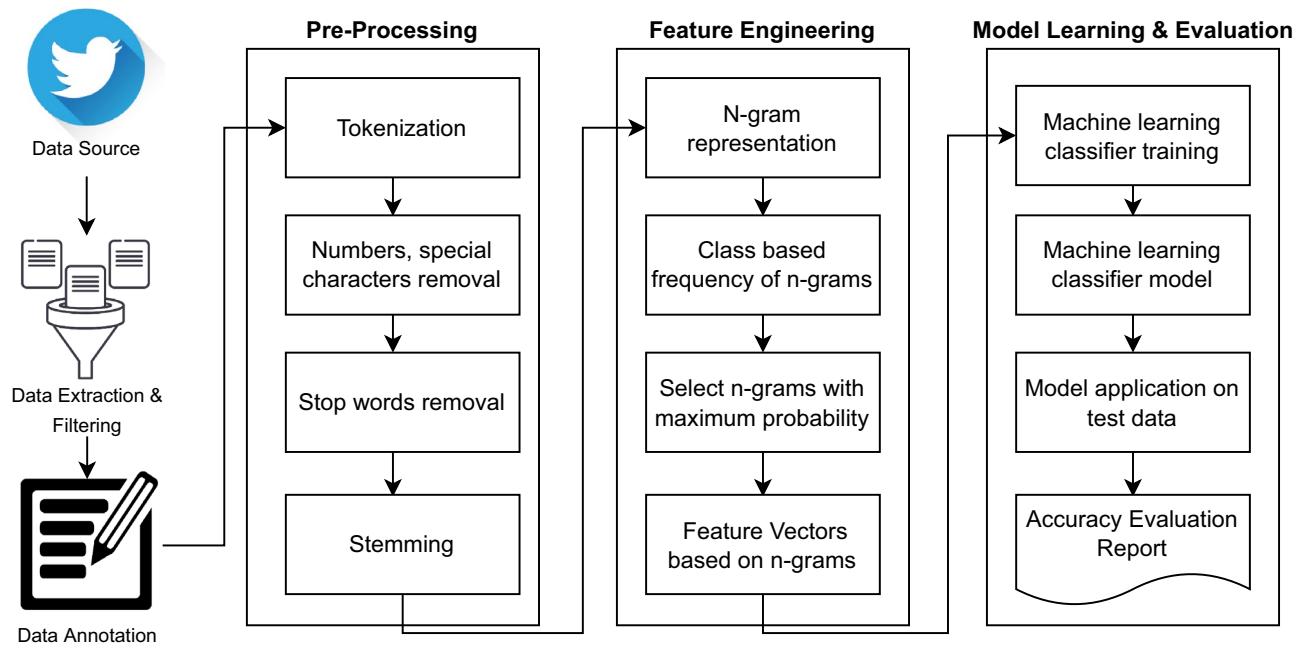 Data Source
Data Extraction &
Filtering
Data Annotation
Pre-Processing
Tokenization
Numbers, special
characters removal
Stop words removal
Stemming
Feature Engineering
N-gram
representation
Class based
frequency of n-grams
Select n-grams with
maximum probability
Feature Vectors
based on n-grams
Model Learning & Evaluation
Machine learning
classifier training
Machine learning
classifier model
Model application on
test data
Accuracy Evaluation
Report